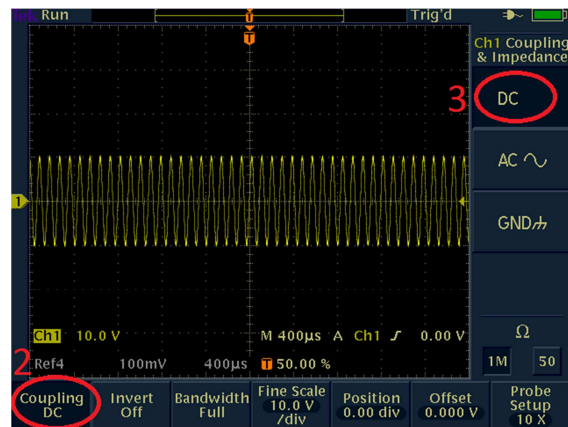 Tek Run Trig'd
T
T
Ch1 Coupling
& Impedance
3
DC
AC
1
GND
Ch1 10.0 V M 400µs A Ch1 0.00 V
Ω
2
Ref4 100mV 400µs T 50.00 %
1M 50
Coupling
DC
Invert
Off
Bandwidth
Full
Fine Scale
10.0 V
/div
Position
0.00 div
Offset
0.000 V
Probe
Setup
10 X